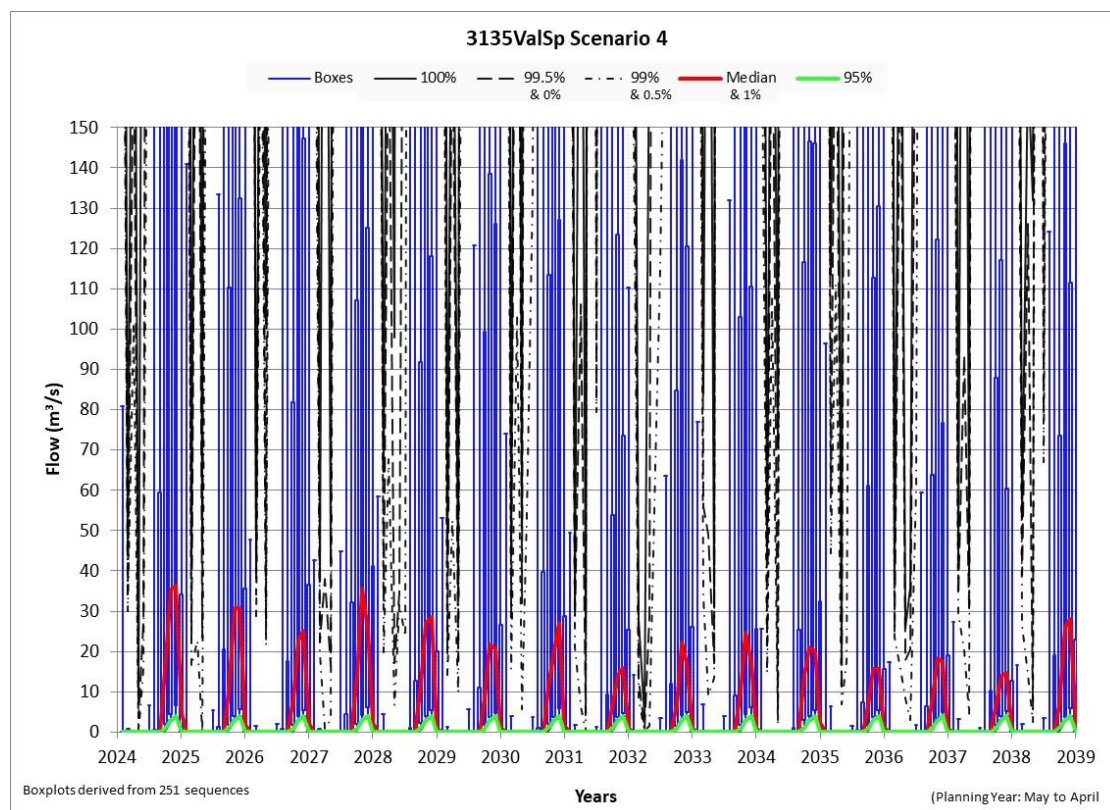 3135ValSp Scenario 4
Boxes 100% 99.5% 99% Median 95%
& 0% & 0.5% & 1%
150
140
130
120
110
100
90
80
70
60
50
40
30
20
10
0
Flow (m³/s)
2024 2025 2026 2027 2028 2029 2030 2031 2032 2033 2034 2035 2036 2037 2038 2039
Years
Boxplots derived from 251 sequences
(Planning Year: May to April